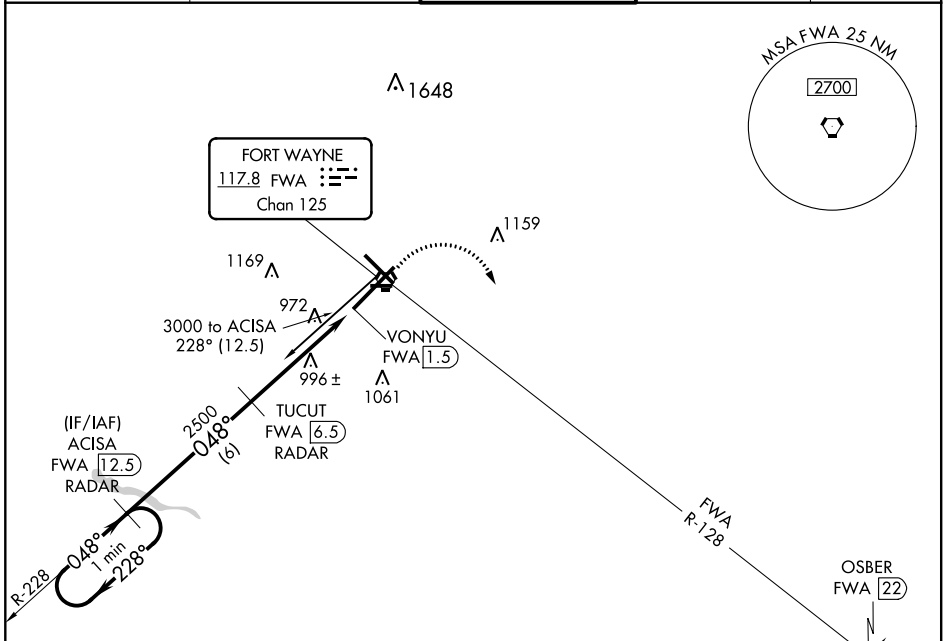 MSA FWA 25 NM
2700
1648
FORT WAYNE
117.8 FWA
Chan 125
1159
1169
972
3000 to ACISA
228° (12.5)
VONYU
FWA 1.5
996 ±
1061
TUCUT
FWA 6.5
RADAR
2500
048°
(6)
(IF/IAF)
ACISA
FWA 12.5
RADAR
048°
1 min
228°
R-228
FWA
R-128
OSBER
FWA 22